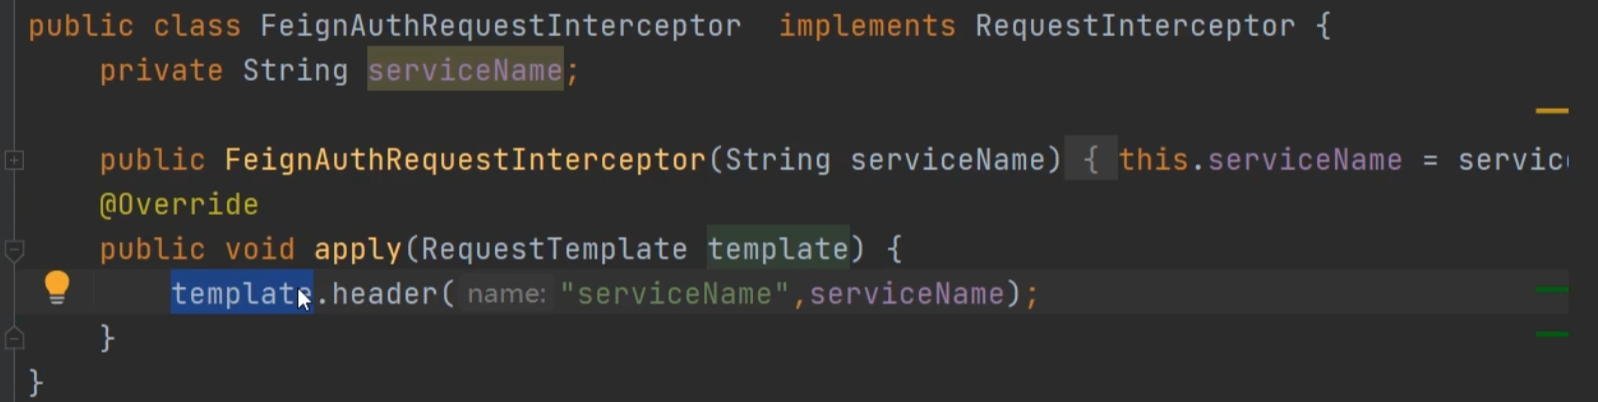 public class FeignAuthRequestInterceptor  implements RequestInterceptor {
private String serviceName;
public FeignAuthRequestInterceptor(String serviceName) { this.serviceName = servic
@Override
public void apply(RequestTemplate template) {
template.header( name: "serviceName",serviceName);
}
}